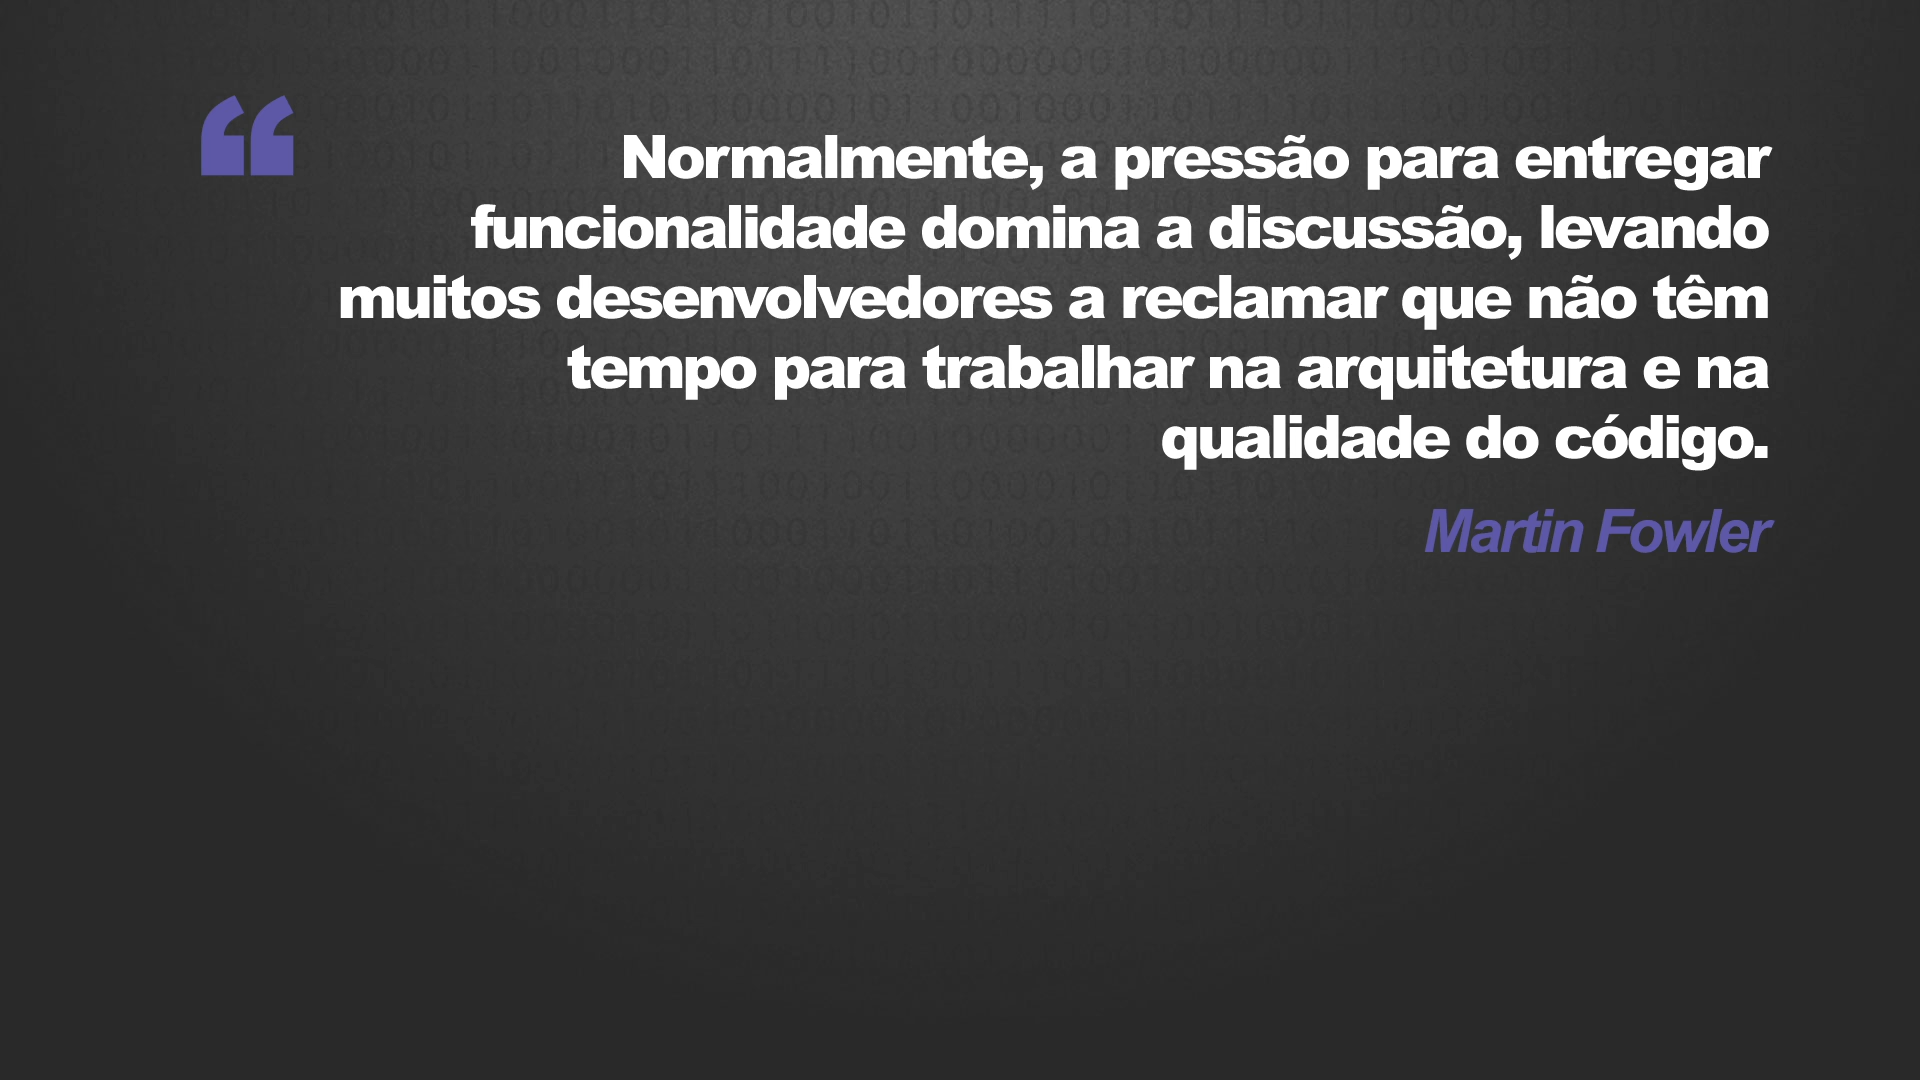 “
Normalmente, a pressão para entregar
funcionalidade domina a discussão, levando
muitos desenvolvedores a reclamar que não têm
tempo para trabalhar na arquitetura e na
qualidade do código.
Martin Fowler